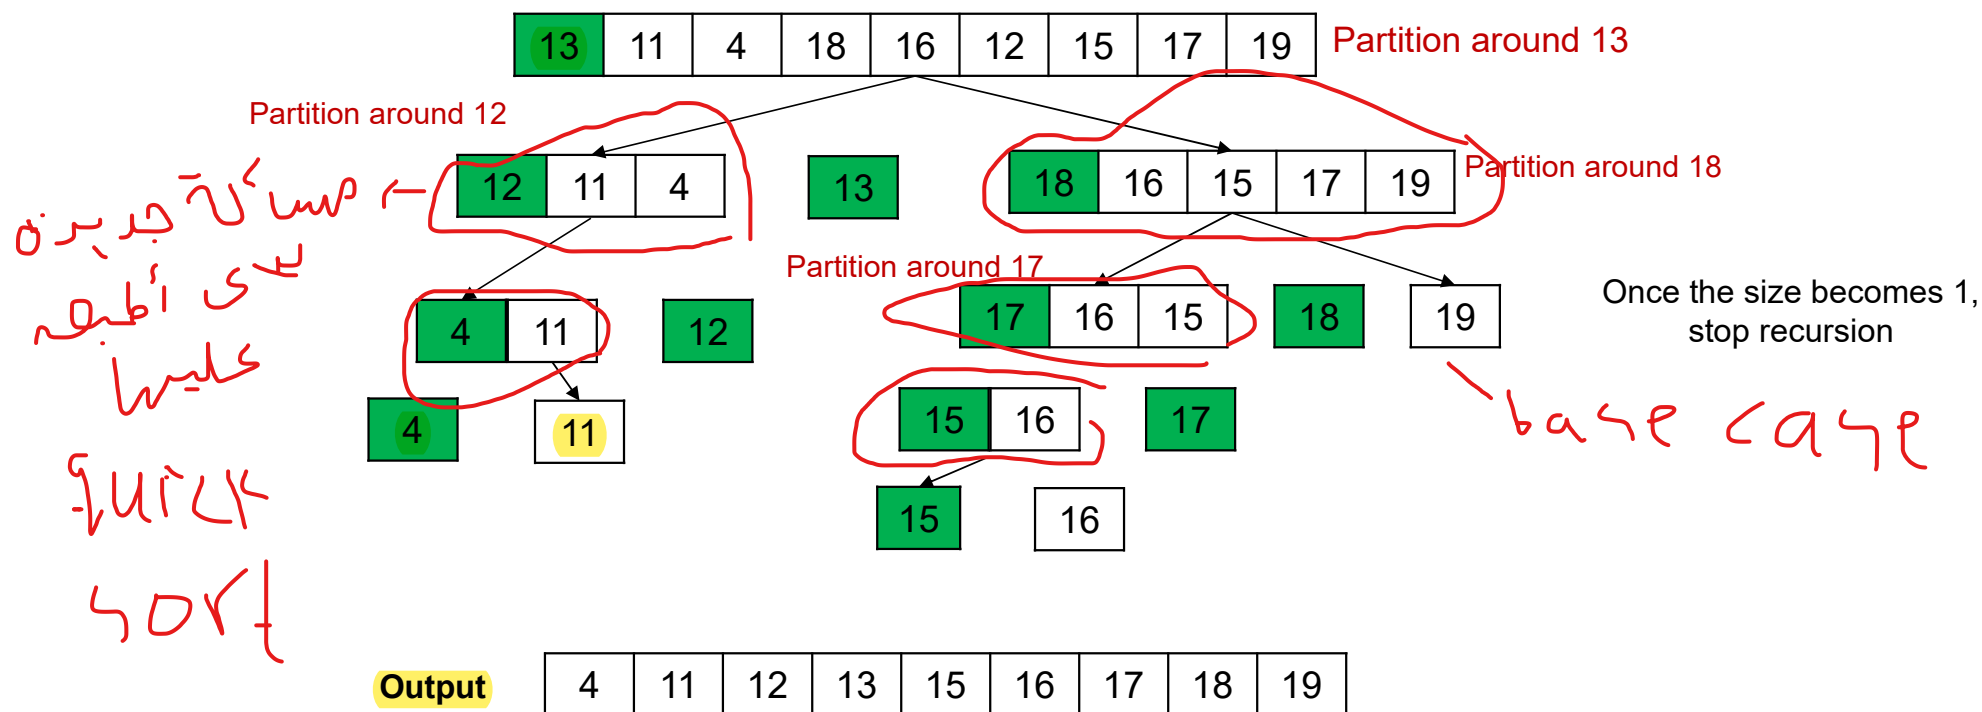 13 11 4 18 16 12 15 17 19 Partition around 13
Partition around 12
12 11 4 13 18 16 15 17 19 Partition around 18
مسألة جديدة
بدي أطبق
عليها
quick
sort
Partition around 17
4 11 12 17 16 15 18 19
Once the size becomes 1,
stop recursion
base case
4 11 15 16 17
15 16
Output 4 11 12 13 15 16 17 18 19